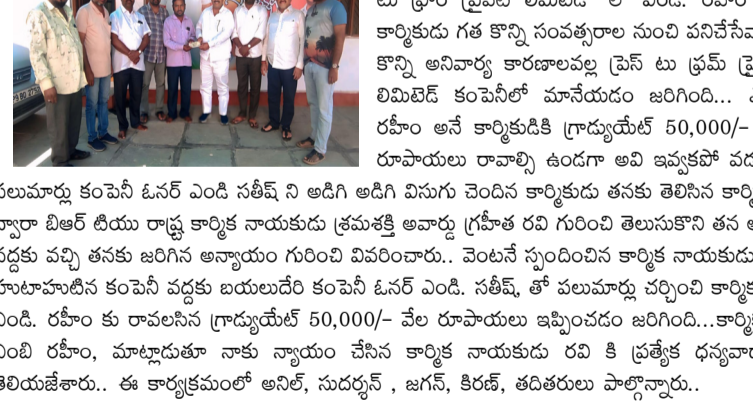 టు ఫ్రాం ప్రైవేట్ లిమిటెడ్
కార్మికుడు గత కొన్ని సంవత్సరాల నుంచి పనిచేసేవా
కొన్ని అనివార్య కారణాలవల్ల ప్రెస్ టు ఫ్రమ్ ప్రై
లిమిటెడ్ కంపెనీలో మానేయడం జరిగింది...
రహీం అనే కార్మికుడికి గ్రాడ్యుయేట్ 50,000/–
రూపాయలు రావాల్సి ఉండగా అవి ఇవ్వకపో వడ
పలుమార్లు కంపెనీ ఓనర్ ఎండి సతీష్ ని అడిగి అడిగి విసుగు చెందిన కార్మికుడు తనకు తెలిసిన కార్మి
ద్వారా బిఆర్ టియు రాష్ట్ర కార్మిక నాయకుడు శ్రమశక్తి అవార్డు గ్రహీత రవి గురించి తెలుసుకొని తన
వద్దకు వచ్చి తనకు జరిగిన అన్యాయం గురించి వివరించారు.. వెంటనే స్పందించిన కార్మిక నాయకుడు
హుటాహుటిన కంపెనీ వద్దకు బయలుదేరి కంపెనీ ఓనర్ ఎండి. సతీష్, తో పలుమార్లు చర్చించి కార్మిక
ఎండి. రహీం కు రావలసిన గ్రాడ్యుయేట్ 50,000/– వేల రూపాయలు ఇప్పించడం జరిగింది...కార్మి
ఎంబి రహీం, మాట్లాడుతూ నాకు న్యాయం చేసిన కార్మిక నాయకుడు రవి కి ప్రత్యేక ధన్యవా
తెలియజేశారు.. ఈ కార్యక్రమంలో అనిల్, సుదర్శన్ , జగన్, కిరణ్, తదితరులు పాల్గొన్నారు..